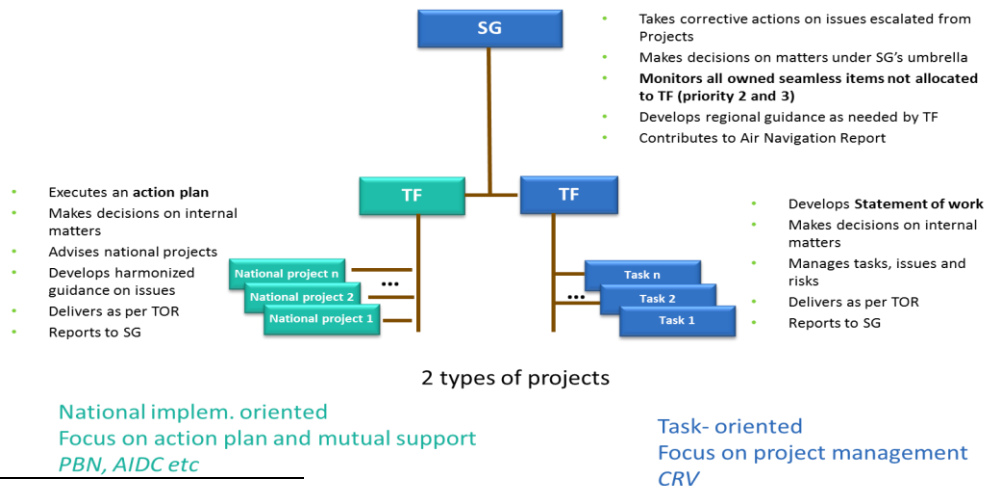 SG
• Takes corrective actions on issues escalated from
Projects
• Makes decisions on matters under SG's umbrella
• Monitors all owned seamless items not allocated
to TF (priority 2 and 3)
• Develops regional guidance as needed by TF
• Contributes to Air Navigation Report
• Executes an action plan
• Makes decisions on internal
matters
• Advises national projects
• Develops harmonized
guidance on issues
• Delivers as per TOR
• Reports to SG
TF
National project n
...
National project 2
National project 1
TF
Task n
...
Task 2
Task 1
• Develops Statement of work
• Makes decisions on internal
matters
• Manages tasks, issues and
risks
• Delivers as per TOR
• Reports to SG
2 types of projects
National implem. oriented
Focus on action plan and mutual support
PBN, AIDC etc
Task- oriented
Focus on project management
CRV